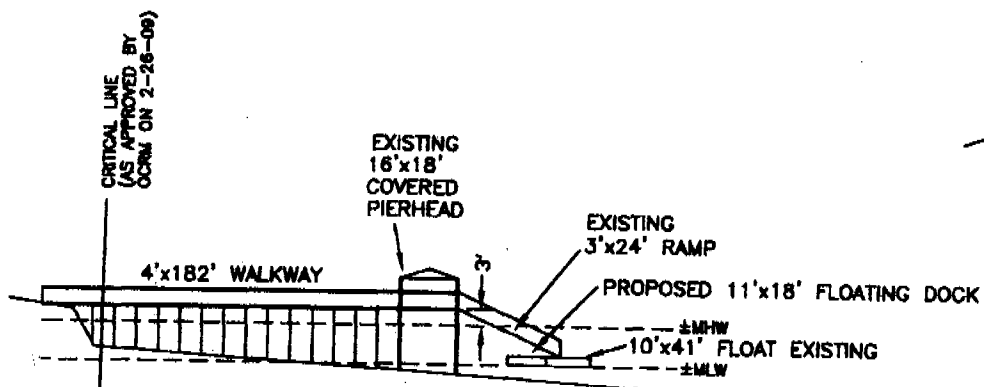 CRITICAL LINE
(AS APPROVED BY
OCRM ON 2-26-09)
EXISTING
16'x18'
COVERED
PIERHEAD
EXISTING
3'x24' RAMP
4'x182' WALKWAY
3'
PROPOSED 11'x18' FLOATING DOCK
±MHW
10'x41' FLOAT EXISTING
±MLW